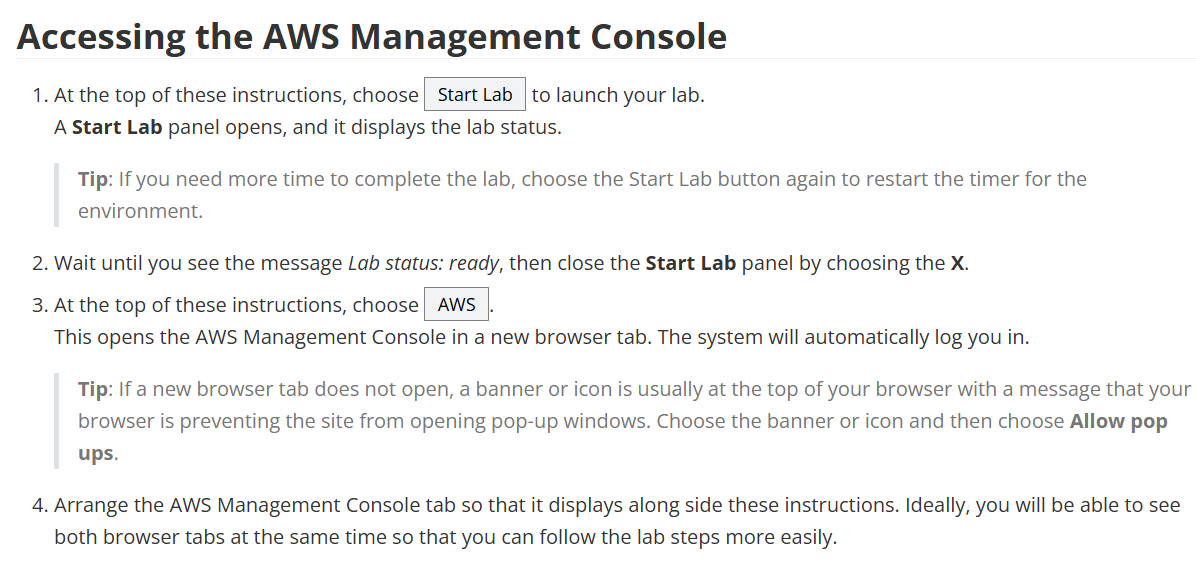 Accessing the AWS Management Console
1. At the top of these instructions, choose Start Lab to launch your lab.
A Start Lab panel opens, and it displays the lab status.
Tip: If you need more time to complete the lab, choose the Start Lab button again to restart the timer for the
environment.
2. Wait until you see the message Lab status: ready, then close the Start Lab panel by choosing the X.
3. At the top of these instructions, choose AWS.
This opens the AWS Management Console in a new browser tab. The system will automatically log you in.
Tip: If a new browser tab does not open, a banner or icon is usually at the top of your browser with a message that your
browser is preventing the site from opening pop-up windows. Choose the banner or icon and then choose Allow pop
ups.
4. Arrange the AWS Management Console tab so that it displays along side these instructions. Ideally, you will be able to see
both browser tabs at the same time so that you can follow the lab steps more easily.